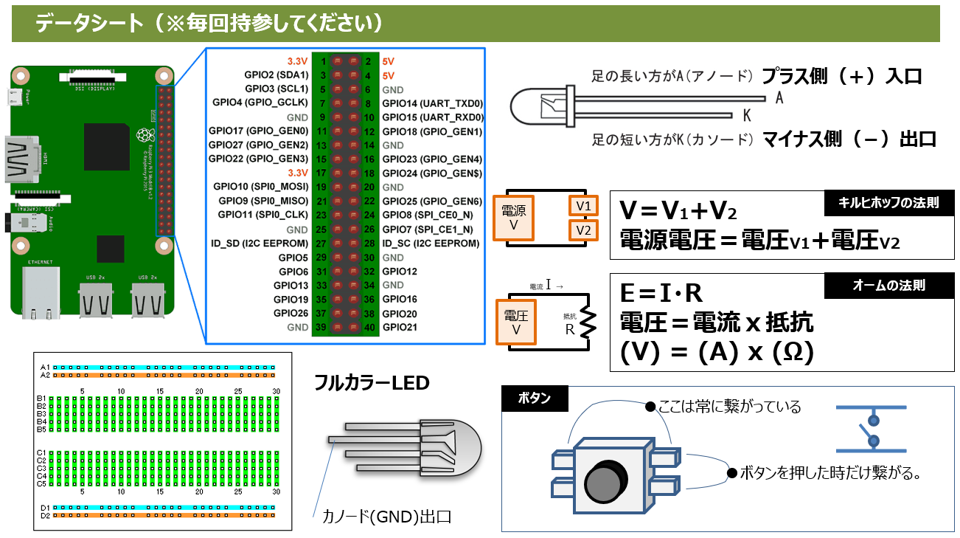 データシート（※毎回持参してください）
3.3V 1 2 5V
GPIO2 (SDA1) 3 4 5V
GPIO3 (SCL1) 5 6 GND
GPIO4 (GPIO_GCLK) 7 8 GPIO14 (UART_TXD0)
GND 9 10 GPIO15 (UART_RXD0)
GPIO17 (GPIO_GEN0) 11 12 GPIO18 (GPIO_GEN1)
GPIO27 (GPIO_GEN2) 13 14 GND
GPIO22 (GPIO_GEN3) 15 16 GPIO23 (GPIO_GEN4)
3.3V 17 18 GPIO24 (GPIO_GEN$)
GPIO10 (SPI0_MOSI) 19 20 GND
GPIO9 (SPI0_MISO) 21 22 GPIO25 (GPIO_GEN6)
GPIO11 (SPI0_CLK) 23 24 GPIO8 (SPI_CE0_N)
GND 25 26 GPIO7 (SPI_CE1_N)
ID_SD (I2C EEPROM) 27 28 ID_SC (I2C EEPROM)
GPIO5 29 30 GND
GPIO6 31 32 GPIO12
GPIO13 33 34 GND
GPIO19 35 36 GPIO16
GPIO26 37 38 GPIO20
GND 39 40 GPIO21
DSI (DISPLAY)
Power
HDMI
CSI (CAMERA)
Audio
ETHERNET
USB 2x
USB 2x
足の長い方がA（アノード） プラス側（＋）入口
A
K
足の短い方がK（カソード） マイナス側（－）出口
電源
V
V1
V2
キルヒホッフの法則
V＝V1+V2
電源電圧＝電圧V1＋電圧V2
電流 I →
電圧
V
抵抗
R
オームの法則
E＝I・R
電圧＝電流ｘ抵抗
(V) = (A) x (Ω)
A1
A2
5 10 15 20 25 30
B1
B2
B3
B4
B5
C1
C2
C3
C4
C5
5 10 15 20 25 30
D1
D2
フルカラーLED
カノード(GND)出口
ボタン
ここは常に繋がっている
ボタンを押した時だけ繋がる。